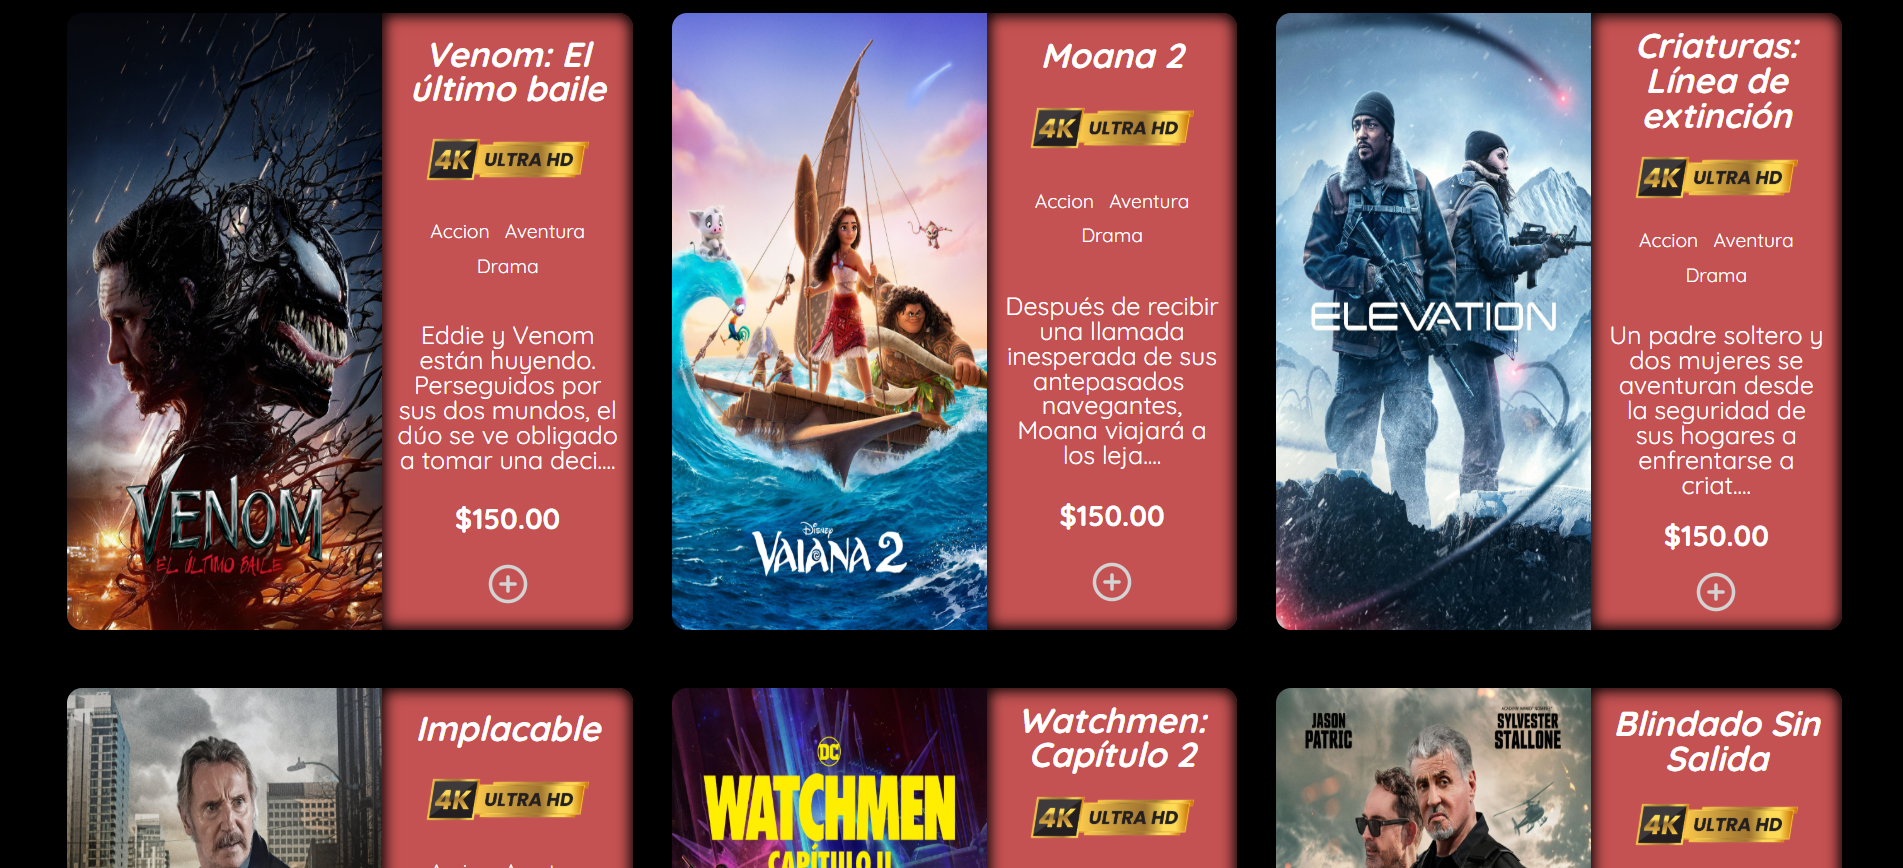 Venom: El
último baile
4K ULTRA HD
Accion Aventura
Drama
Eddie y Venom
están huyendo.
Perseguidos por
sus dos mundos, el
dúo se ve obligado
a tomar una deci....
$150.00
VENOM
EL ÚLTIMO BAILE
Moana 2
4K ULTRA HD
Accion Aventura
Drama
Después de recibir
una llamada
inesperada de sus
antepasados
navegantes,
Moana viajará a
los leja....
$150.00
Disney
VAIANA 2
Criaturas:
Línea de
extinción
4K ULTRA HD
Accion Aventura
Drama
Un padre soltero y
dos mujeres se
aventuran desde
la seguridad de
sus hogares a
enfrentarse a
criat....
$150.00
ELEVATION
Implacable
4K ULTRA HD
Watchmen:
Capítulo 2
4K ULTRA HD
DC
WATCHMEN
CAPÍTULO II
Blindado Sin
Salida
4K ULTRA HD
JASON
PATRIC
SYLVESTER
STALLONE